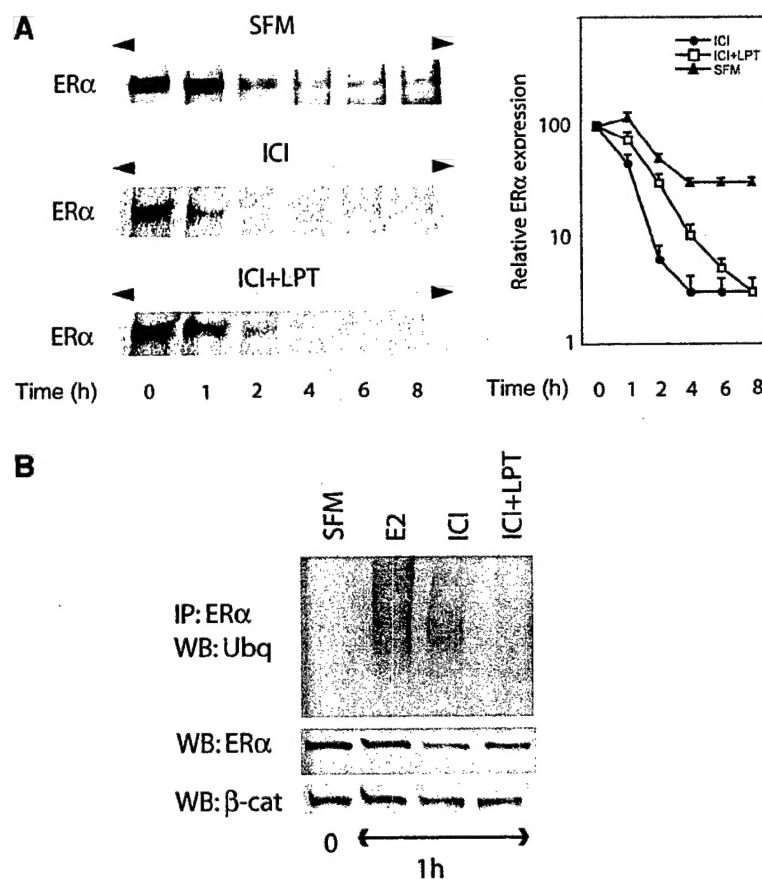 A
SFM
ERα
ICI
ERα
ICI+LPT
ERα
Time (h) 0 1 2 4 6 8
Relative ERα expression
100
10
1
ICI
ICI+LPT
SFM
Time (h) 0 1 2 4 6 8
B
SFM
E2
ICI
ICI+LPT
IP: ERα
WB: Ubq
WB: ERα
WB: β-cat
0
1h